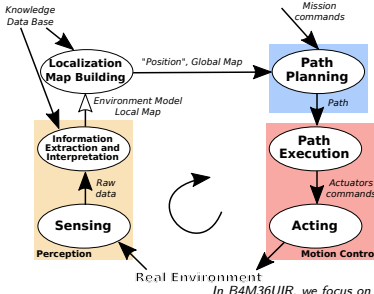 Knowledge
Data Base
Mission
commands
Localization
Map Building
"Position", Global Map
Path
Planning
Environment Model
Local Map
Path
Information
Extraction and
Interpretation
Path
Execution
Raw
data
Actuators
commands
Sensing
Acting
Perception
Motion Contro
Real Environment
In B4M36UIR, we focus on